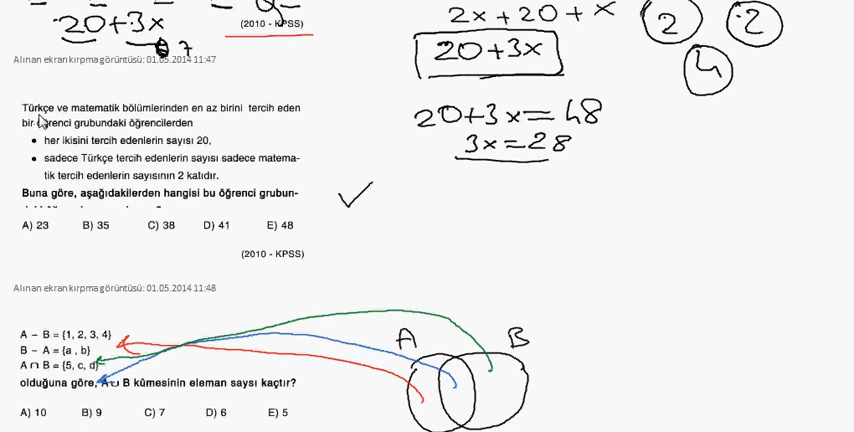 20+3x
(2010 - KPSS)
7
2x+20+x
20+3x
2
2
4
20+3x=48
3x=28
Alınan ekran kırpma görüntüsü: 01.05.2014 11:47
Türkçe ve matematik bölümlerinden en az birini tercih eden
bir öğrenci grubundaki öğrencilerden
• her ikisini tercih edenlerin sayısı 20,
• sadece Türkçe tercih edenlerin sayısı sadece matema-
tik tercih edenlerin sayısının 2 katıdır.
Buna göre, aşağıdakilerden hangisi bu öğrenci grubun-
A) 23 B) 35 C) 38 D) 41 E) 48
(2010 - KPSS)
Alınan ekran kırpma görüntüsü: 01.05.2014 11:48
A − B = {1, 2, 3, 4}
B − A = {a , b}
A ∩ B = {5, c, d}
olduğuna göre, A ∪ B kümesinin eleman sayısı kaçtır?
A) 10 B) 9 C) 7 D) 6 E) 5
A B